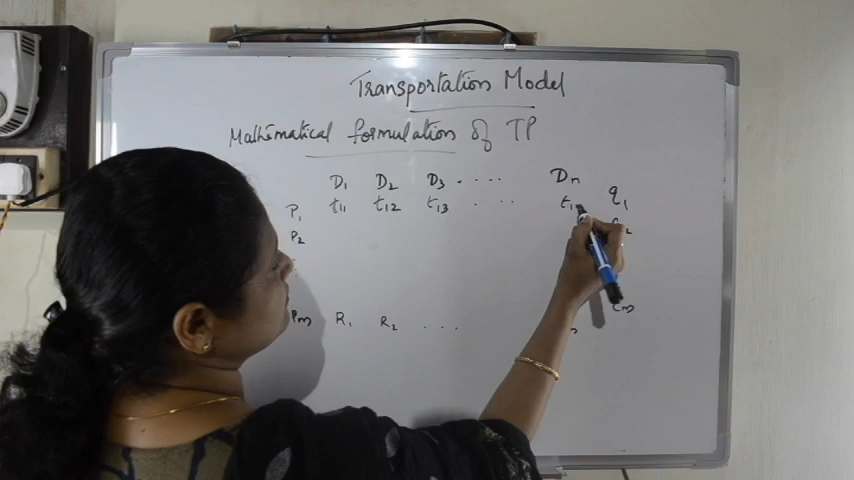 Transportation Model
Mathematical formulation of TP
D1 D2 D3 .... Dn
P1 t11 t12 t13 . .. t1 q1
P2
Pm R1 R2 ...